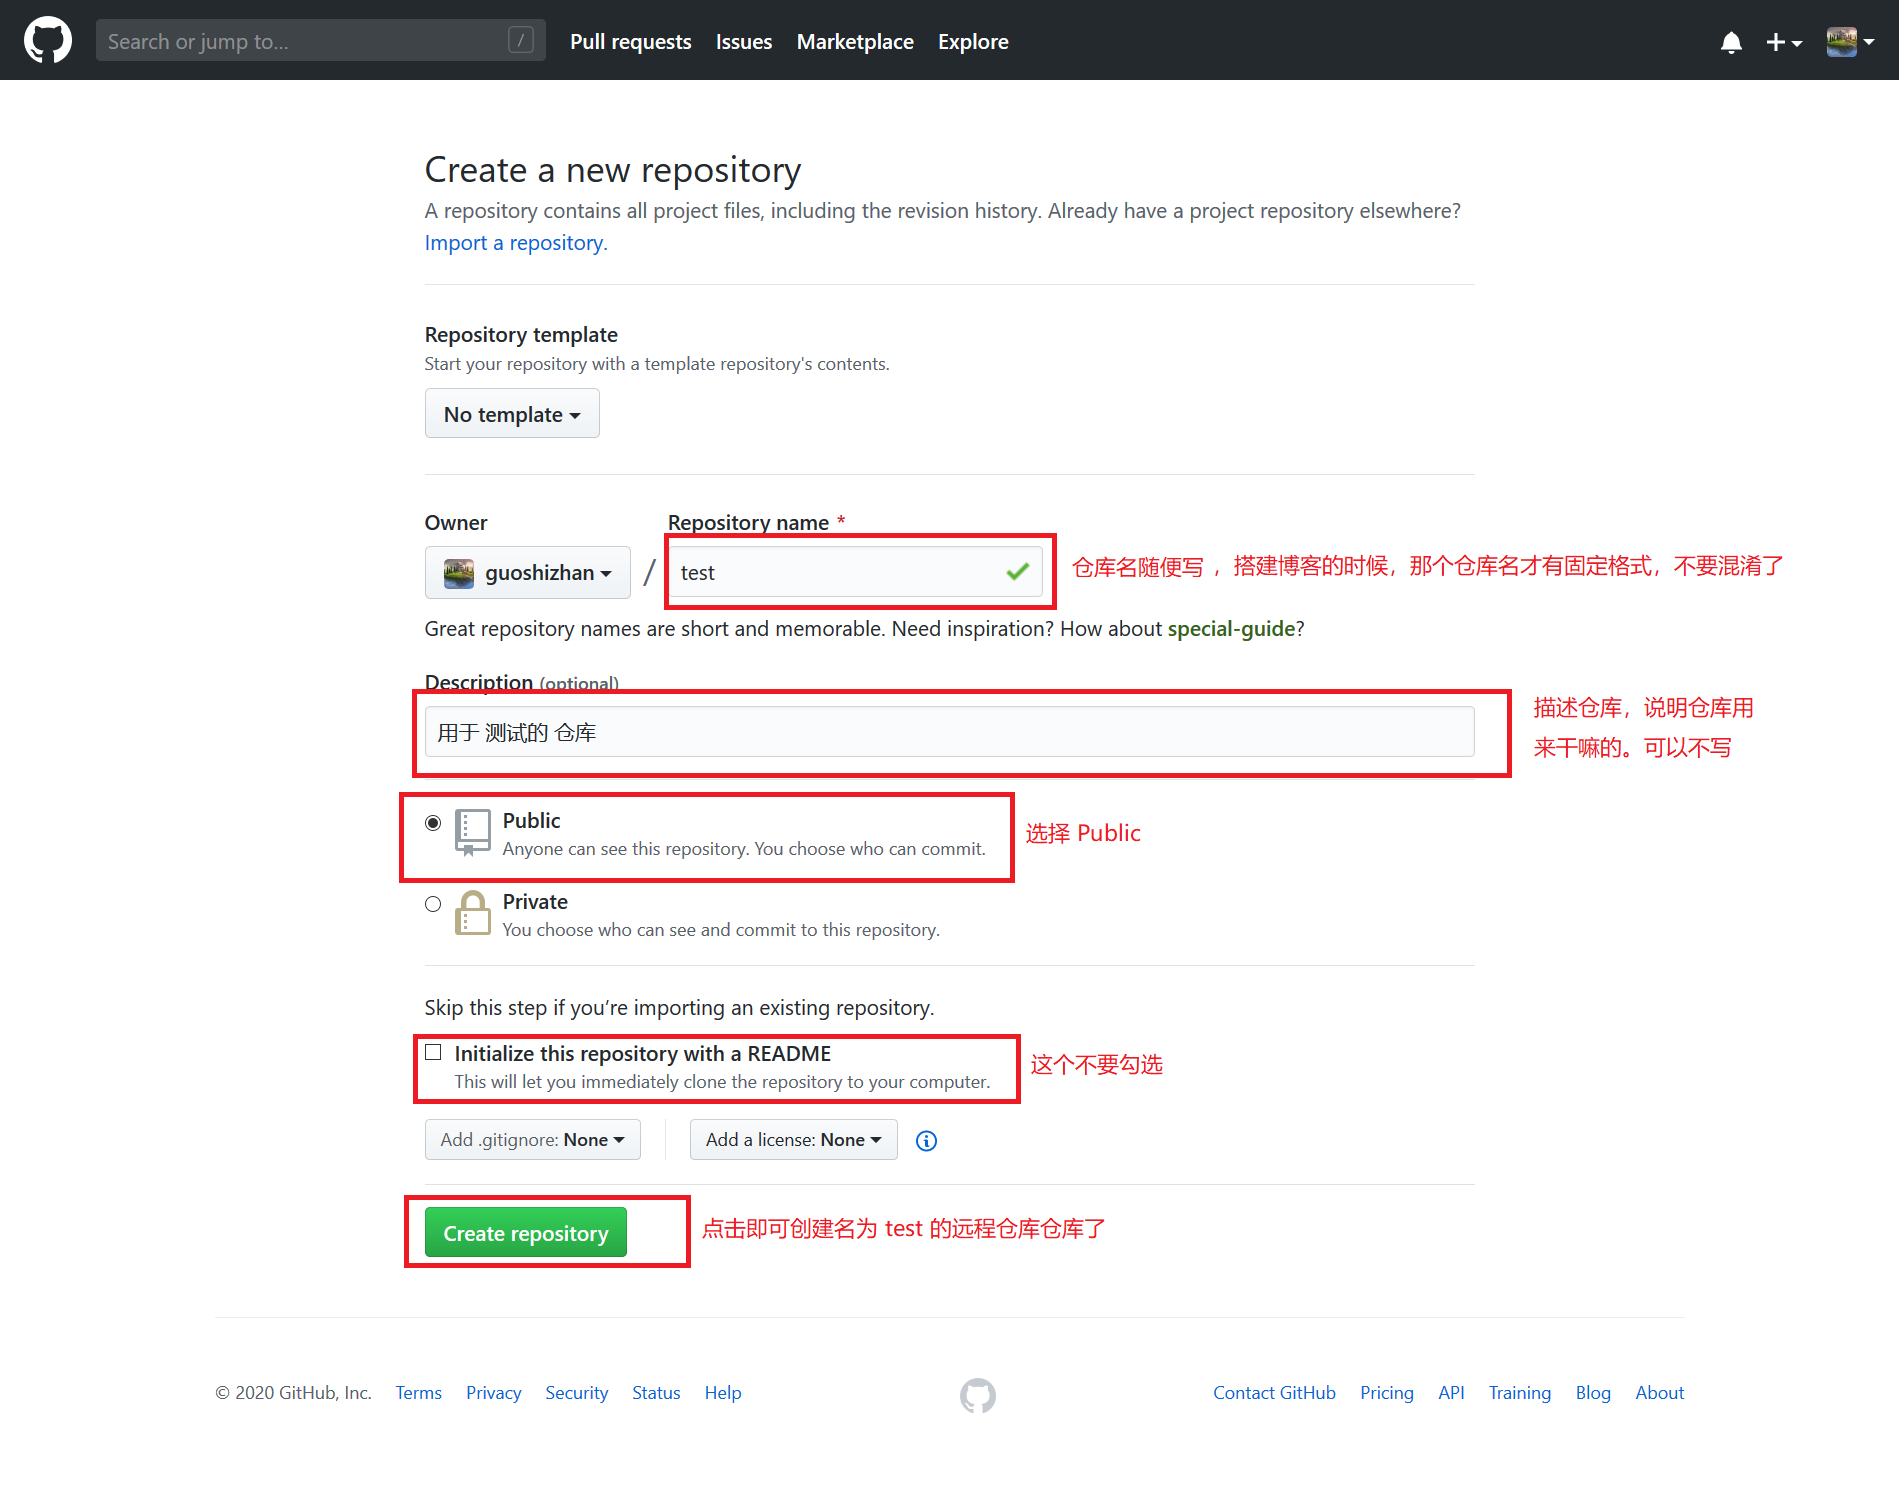 Search or jump to... /
Pull requests Issues Marketplace Explore
Create a new repository
A repository contains all project files, including the revision history. Already have a project repository elsewhere?
Import a repository.
Repository template
Start your repository with a template repository's contents.
No template
Owner
Repository name *
guoshizhan / test
仓库名随便写 ，搭建博客的时候，那个仓库名才有固定格式，不要混淆了
Great repository names are short and memorable. Need inspiration? How about special-guide?
Description (optional)
用于 测试的 仓库
描述仓库，说明仓库用
来干嘛的。可以不写
Public
Anyone can see this repository. You choose who can commit.
选择 Public
Private
You choose who can see and commit to this repository.
Skip this step if you’re importing an existing repository.
Initialize this repository with a README
This will let you immediately clone the repository to your computer.
这个不要勾选
Add .gitignore: None Add a license: None
Create repository
点击即可创建名为 test 的远程仓库仓库了
© 2020 GitHub, Inc. Terms Privacy Security Status Help
Contact GitHub Pricing API Training Blog About